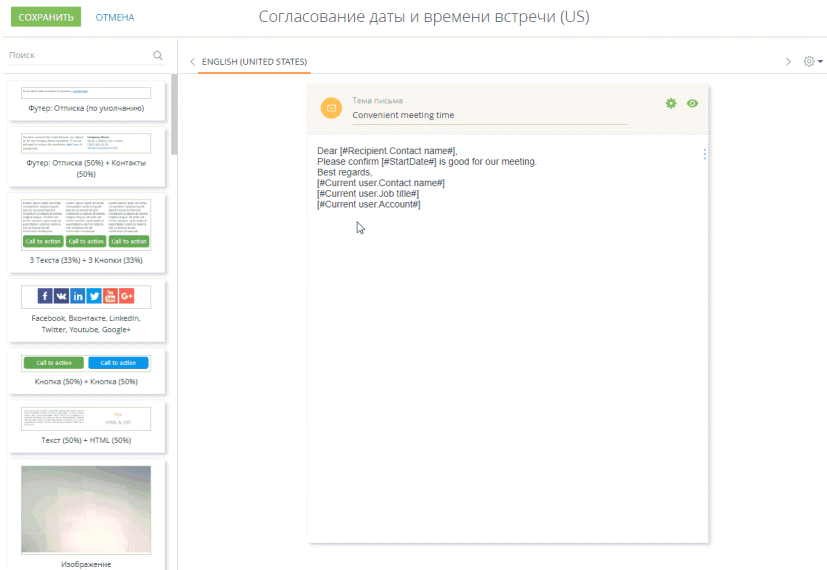 СОХРАНИТЬ
ОТМЕНА
Согласование даты и времени встречи (US)
Поиск
Футер: Отписка (по умолчанию)
Футер: Отписка (50%) + Контакты
(50%)
Call to action
Call to action
Call to action
3 Текста (33%) + 3 Кнопки (33%)
Facebook, Вконтакте, LinkedIn,
Twitter, Youtube, Google+
Call to action
Call to action
Кнопка (50%) + Кнопка (50%)
HTML & CSS
Текст (50%) + HTML (50%)
Изображение
ENGLISH (UNITED STATES)
Тема письма
Convenient meeting time
Dear [#Recipient.Contact name#],
Please confirm [#StartDate#] is good for our meeting.
Best regards,
[#Current user.Contact name#]
[#Current user.Job title#]
[#Current user.Account#]